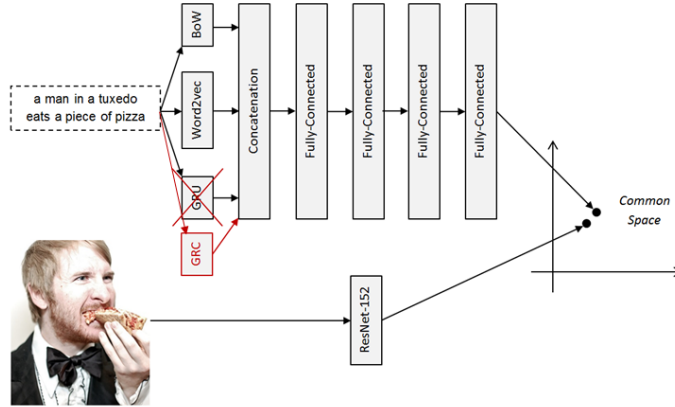 BoW
a man in a tuxedo
eats a piece of pizza
Word2vec
GRU
GRC
Concatenation
Fully-Connected
Fully-Connected
Fully-Connected
Fully-Connected
ResNet-152
Common
Space